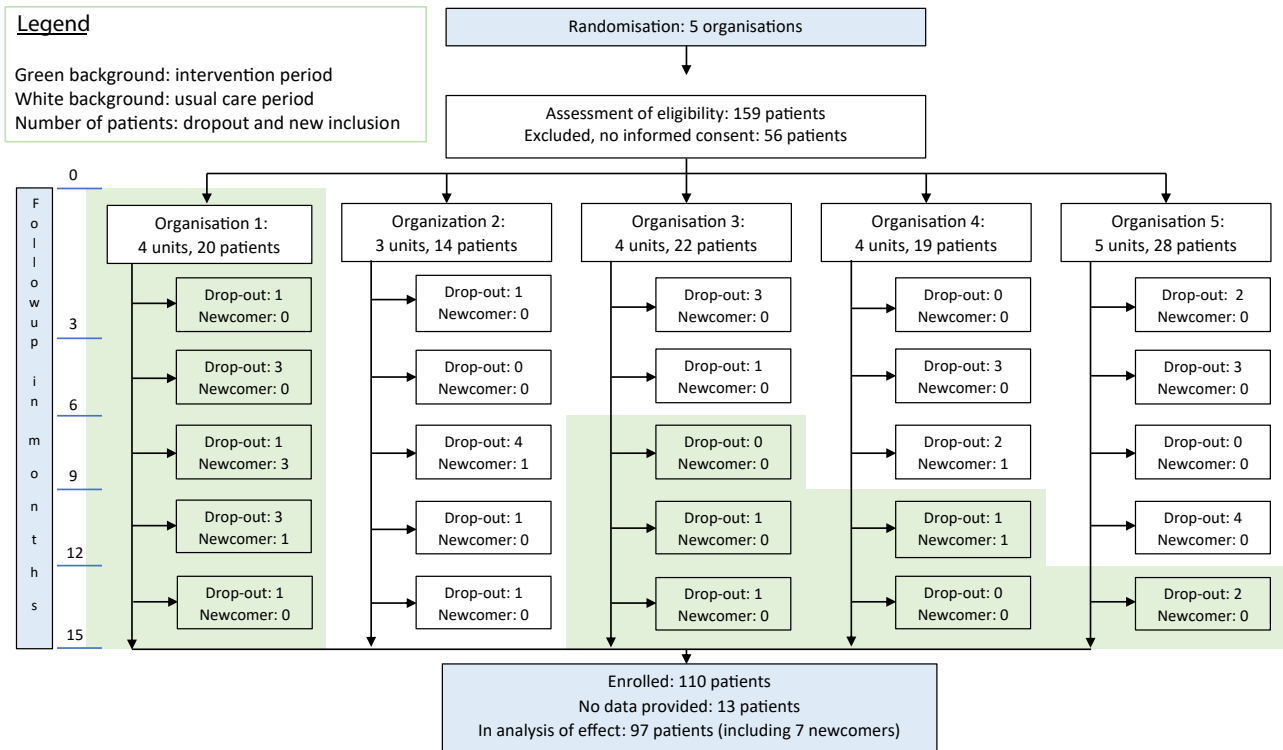 Legend
Green background: intervention period
White background: usual care period
Number of patients: dropout and new inclusion
Randomisation: 5 organisations
Assessment of eligibility: 159 patients
Excluded, no informed consent: 56 patients
Followup in months
0
3
6
9
12
15
Organisation 1:
4 units, 20 patients
Drop-out: 1
Newcomer: 0
Drop-out: 3
Newcomer: 0
Drop-out: 1
Newcomer: 3
Drop-out: 3
Newcomer: 1
Drop-out: 1
Newcomer: 0
Organization 2:
3 units, 14 patients
Drop-out: 1
Newcomer: 0
Drop-out: 0
Newcomer: 0
Drop-out: 4
Newcomer: 1
Drop-out: 1
Newcomer: 0
Drop-out: 1
Newcomer: 0
Organisation 3:
4 units, 22 patients
Drop-out: 3
Newcomer: 0
Drop-out: 1
Newcomer: 0
Drop-out: 0
Newcomer: 0
Drop-out: 1
Newcomer: 0
Drop-out: 1
Newcomer: 0
Organisation 4:
4 units, 19 patients
Drop-out: 0
Newcomer: 0
Drop-out: 3
Newcomer: 0
Drop-out: 2
Newcomer: 1
Drop-out: 1
Newcomer: 1
Drop-out: 0
Newcomer: 0
Organisation 5:
5 units, 28 patients
Drop-out: 2
Newcomer: 0
Drop-out: 3
Newcomer: 0
Drop-out: 0
Newcomer: 0
Drop-out: 4
Newcomer: 0
Drop-out: 2
Newcomer: 0
Enrolled: 110 patients
No data provided: 13 patients
In analysis of effect: 97 patients (including 7 newcomers)